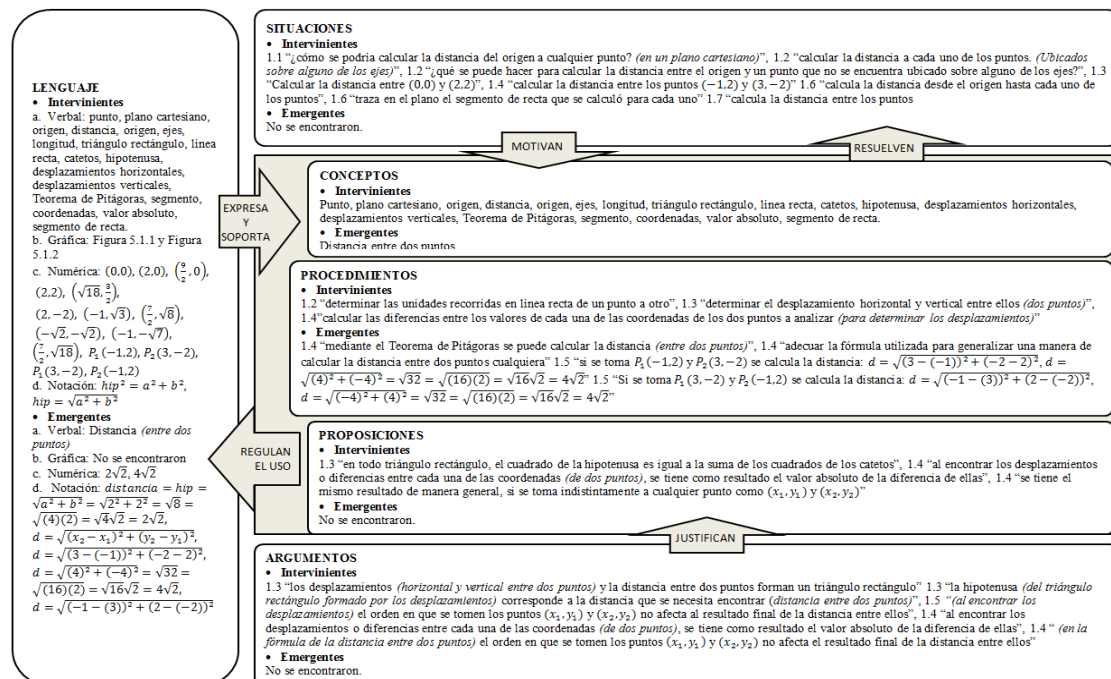 LENGUAJE
• Intervinientes
a. Verbal: punto, plano cartesiano,
origen, distancia, origen, ejes,
longitud, triángulo rectángulo, línea
recta, catetos, hipotenusa,
desplazamientos horizontales,
desplazamientos verticales,
Teorema de Pitágoras, segmento,
coordenadas, valor absoluto,
segmento de recta.
b. Gráfica: Figura 5.1.1 y Figura
5.1.2
c. Numérica: (0,0), (2,0), (9/2, 0),
(2,2), (√18, 3/2),
(2,−2), (−1,√3), (7/2, √8),
(−√2,−√2), (−1,−√7),
(7/2, √18), P₁(−1,2), P₂(3,−2),
P₁(3,−2), P₂(−1,2)
d. Notación: hip² = a² + b²,
hip = √(a² + b²)
• Emergentes
a. Verbal: Distancia (entre dos
puntos)
b. Gráfica: No se encontraron
c. Numérica: 2√2, 4√2
d. Notación: distancia = hip =
√(a² + b²) = √(2² + 2²) = √8 =
√((4)(2)) = √4√2 = 2√2,
d = √((x₂ − x₁)² + (y₂ − y₁)²),
d = √((3 − (−1))² + (−2 − 2)²),
d = √((4)² + (−4)²) = √32 =
√((16)(2)) = √16√2 = 4√2,
d = √((−1 − (3))² + (2 − (−2))²)
EXPRESA
Y
SOPORTA
REGULAN
EL USO
SITUACIONES
• Intervinientes
1.1 “¿cómo se podría calcular la distancia del origen a cualquier punto? (en un plano cartesiano)”, 1.2 “calcular la distancia a cada uno de los puntos. (Ubicados
sobre alguno de los ejes)”, 1.2 “¿qué se puede hacer para calcular la distancia entre el origen y un punto que no se encuentra ubicado sobre alguno de los ejes?”, 1.3
“Calcular la distancia entre (0,0) y (2,2)”, 1.4 “calcular la distancia entre los puntos (−1,2) y (3,−2)” 1.6 “calcula la distancia desde el origen hasta cada uno de
los puntos”, 1.6 “traza en el plano el segmento de recta que se calculó para cada uno” 1.7 “calcula la distancia entre los puntos
• Emergentes
No se encontraron.
MOTIVAN
RESUELVEN
CONCEPTOS
• Intervinientes
Punto, plano cartesiano, origen, distancia, origen, ejes, longitud, triángulo rectángulo, línea recta, catetos, hipotenusa, desplazamientos horizontales,
desplazamientos verticales, Teorema de Pitágoras, segmento, coordenadas, valor absoluto, segmento de recta.
• Emergentes
Distancia entre dos puntos
PROCEDIMIENTOS
• Intervinientes
1.2 “determinar las unidades recorridas en línea recta de un punto a otro”, 1.3 “determinar el desplazamiento horizontal y vertical entre ellos (dos puntos)”,
1.4“calcular las diferencias entre los valores de cada una de las coordenadas de los dos puntos a analizar (para determinar los desplazamientos)”
• Emergentes
1.4 “mediante el Teorema de Pitágoras se puede calcular la distancia (entre dos puntos)”, 1.4 “adecuar la fórmula utilizada para generalizar una manera de
calcular la distancia entre dos puntos cualquiera” 1.5 “si se toma P₁(−1,2) y P₂(3,−2) se calcula la distancia: d = √((3 − (−1))² + (−2 − 2)²), d =
√((4)² + (−4)²) = √32 = √((16)(2)) = √16√2 = 4√2” 1.5 “Si se toma P₁(3,−2) y P₂(−1,2) se calcula la distancia: d = √((−1 − (3))² + (2 − (−2))²),
d = √((−4)² + (4)²) = √32 = √((16)(2)) = √16√2 = 4√2”
PROPOSICIONES
• Intervinientes
1.3 “en todo triángulo rectángulo, el cuadrado de la hipotenusa es igual a la suma de los cuadrados de los catetos”, 1.4 “al encontrar los desplazamientos
o diferencias entre cada una de las coordenadas (de dos puntos), se tiene como resultado el valor absoluto de la diferencia de ellas”, 1.4 “se tiene el
mismo resultado de manera general, si se toma indistintamente a cualquier punto como (x₁,y₁) y (x₂,y₂)”
• Emergentes
No se encontraron.
JUSTIFICAN
ARGUMENTOS
• Intervinientes
1.3 “los desplazamientos (horizontal y vertical entre dos puntos) y la distancia entre dos puntos forman un triángulo rectángulo” 1.3 “la hipotenusa (del triángulo
rectángulo formado por los desplazamientos) corresponde a la distancia que se necesita encontrar (distancia entre dos puntos)”, 1.5 “(al encontrar los
desplazamientos) el orden en que se tomen los puntos (x₁,y₁) y (x₂,y₂) no afecta al resultado final de la distancia entre ellos”, 1.4 “al encontrar los
desplazamientos o diferencias entre cada una de las coordenadas (de dos puntos), se tiene como resultado el valor absoluto de la diferencia de ellas”, 1.4 “ (en la
fórmula de la distancia entre dos puntos) el orden en que se tomen los puntos (x₁,y₁) y (x₂,y₂) no afecta el resultado final de la distancia entre ellos”
• Emergentes
No se encontraron.